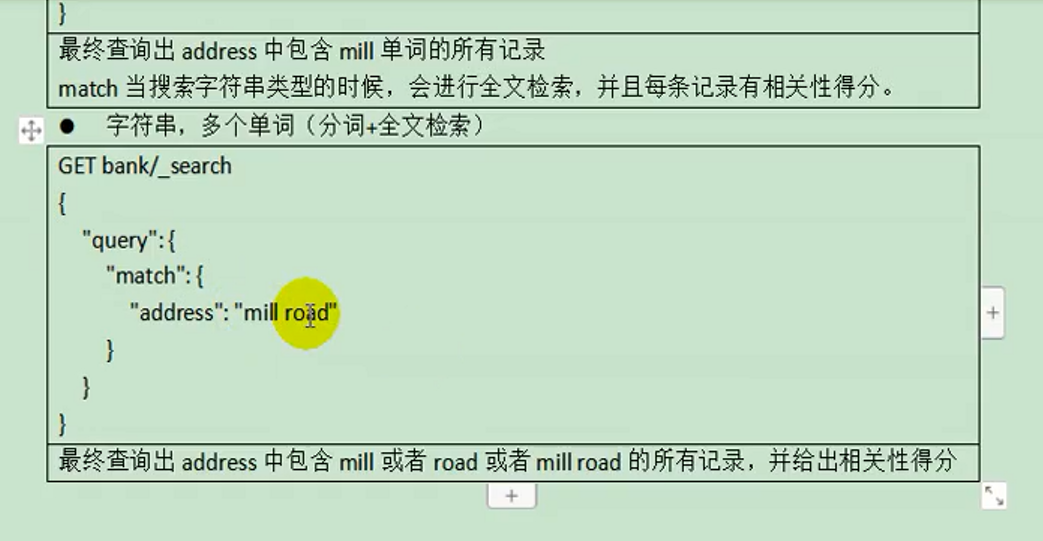 }
最终查询出 address 中包含 mill 单词的所有记录
match 当搜索字符串类型的时候，会进行全文检索，并且每条记录有相关性得分。
● 字符串，多个单词（分词+全文检索）
GET bank/_search
{
"query": {
"match": {
"address": "mill road"
}
}
}
最终查询出 address 中包含 mill 或者 road 或者 mill road 的所有记录，并给出相关性得分